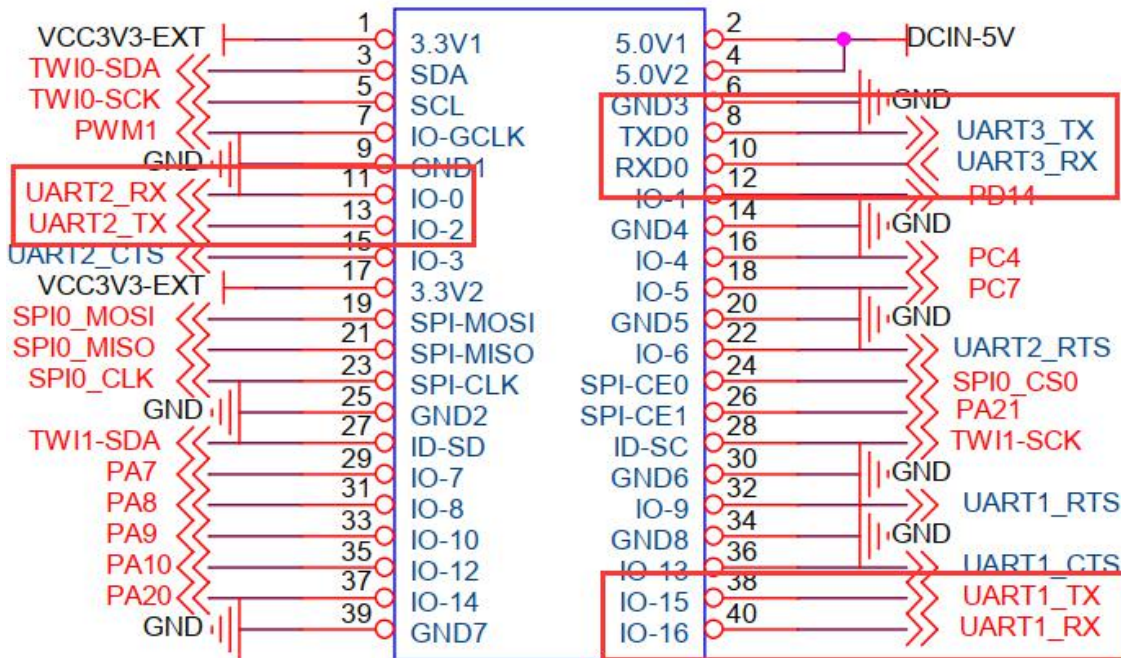 VCC3V3-EXT 1 3.3V1 5.0V1 2 DCIN-5V
TWI0-SDA 3 SDA 5.0V2 4
TWI0-SCK 5 SCL GND3 6 GND
PWM1 7 IO-GCLK TXD0 8 UART3_TX
GND 9 GND1 RXD0 10 UART3_RX
UART2_RX 11 IO-0 IO-1 12 PD14
UART2_TX 13 IO-2 GND4 14 GND
UART2_CTS 15 IO-3 IO-4 16 PC4
VCC3V3-EXT 17 3.3V2 IO-5 18 PC7
SPI0_MOSI 19 SPI-MOSI GND5 20 GND
SPI0_MISO 21 SPI-MISO IO-6 22 UART2_RTS
SPI0_CLK 23 SPI-CLK SPI-CE0 24 SPI0_CS0
GND 25 GND2 SPI-CE1 26 PA21
TWI1-SDA 27 ID-SD ID-SC 28 TWI1-SCK
PA7 29 IO-7 GND6 30 GND
PA8 31 IO-8 IO-9 32 UART1_RTS
PA9 33 IO-10 GND8 34 GND
PA10 35 IO-12 IO-13 36 UART1_CTS
PA20 37 IO-14 IO-15 38 UART1_TX
GND 39 GND7 IO-16 40 UART1_RX